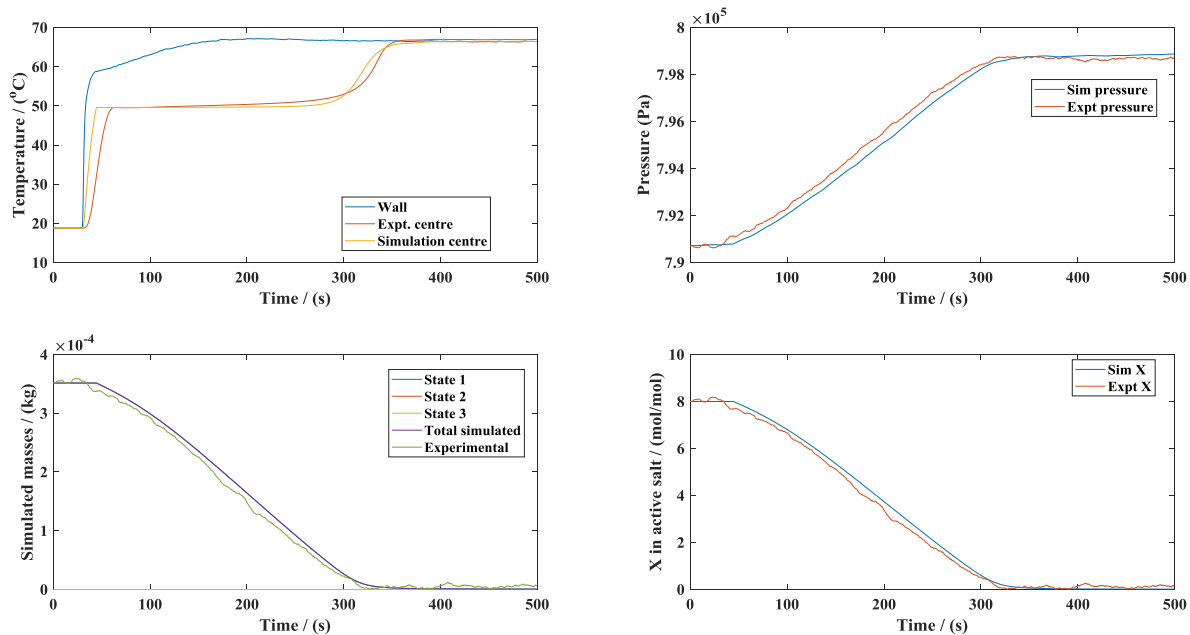 70
60
50
40
30
20
10
Temperature / (°C)
0 100 200 300 400 500
Time / (s)
Wall
Expt. centre
Simulation centre
×10^5
8
7.98
7.96
7.94
7.92
7.9
Pressure (Pa)
0 100 200 300 400 500
Time / (s)
Sim pressure
Expt pressure
×10^-4
4
3
2
1
0
Simulated masses / (kg)
0 100 200 300 400 500
Time / (s)
State 1
State 2
State 3
Total simulated
Experimental
10
8
6
4
2
0
X in active salt / (mol/mol)
0 100 200 300 400 500
Time / (s)
Sim X
Expt X